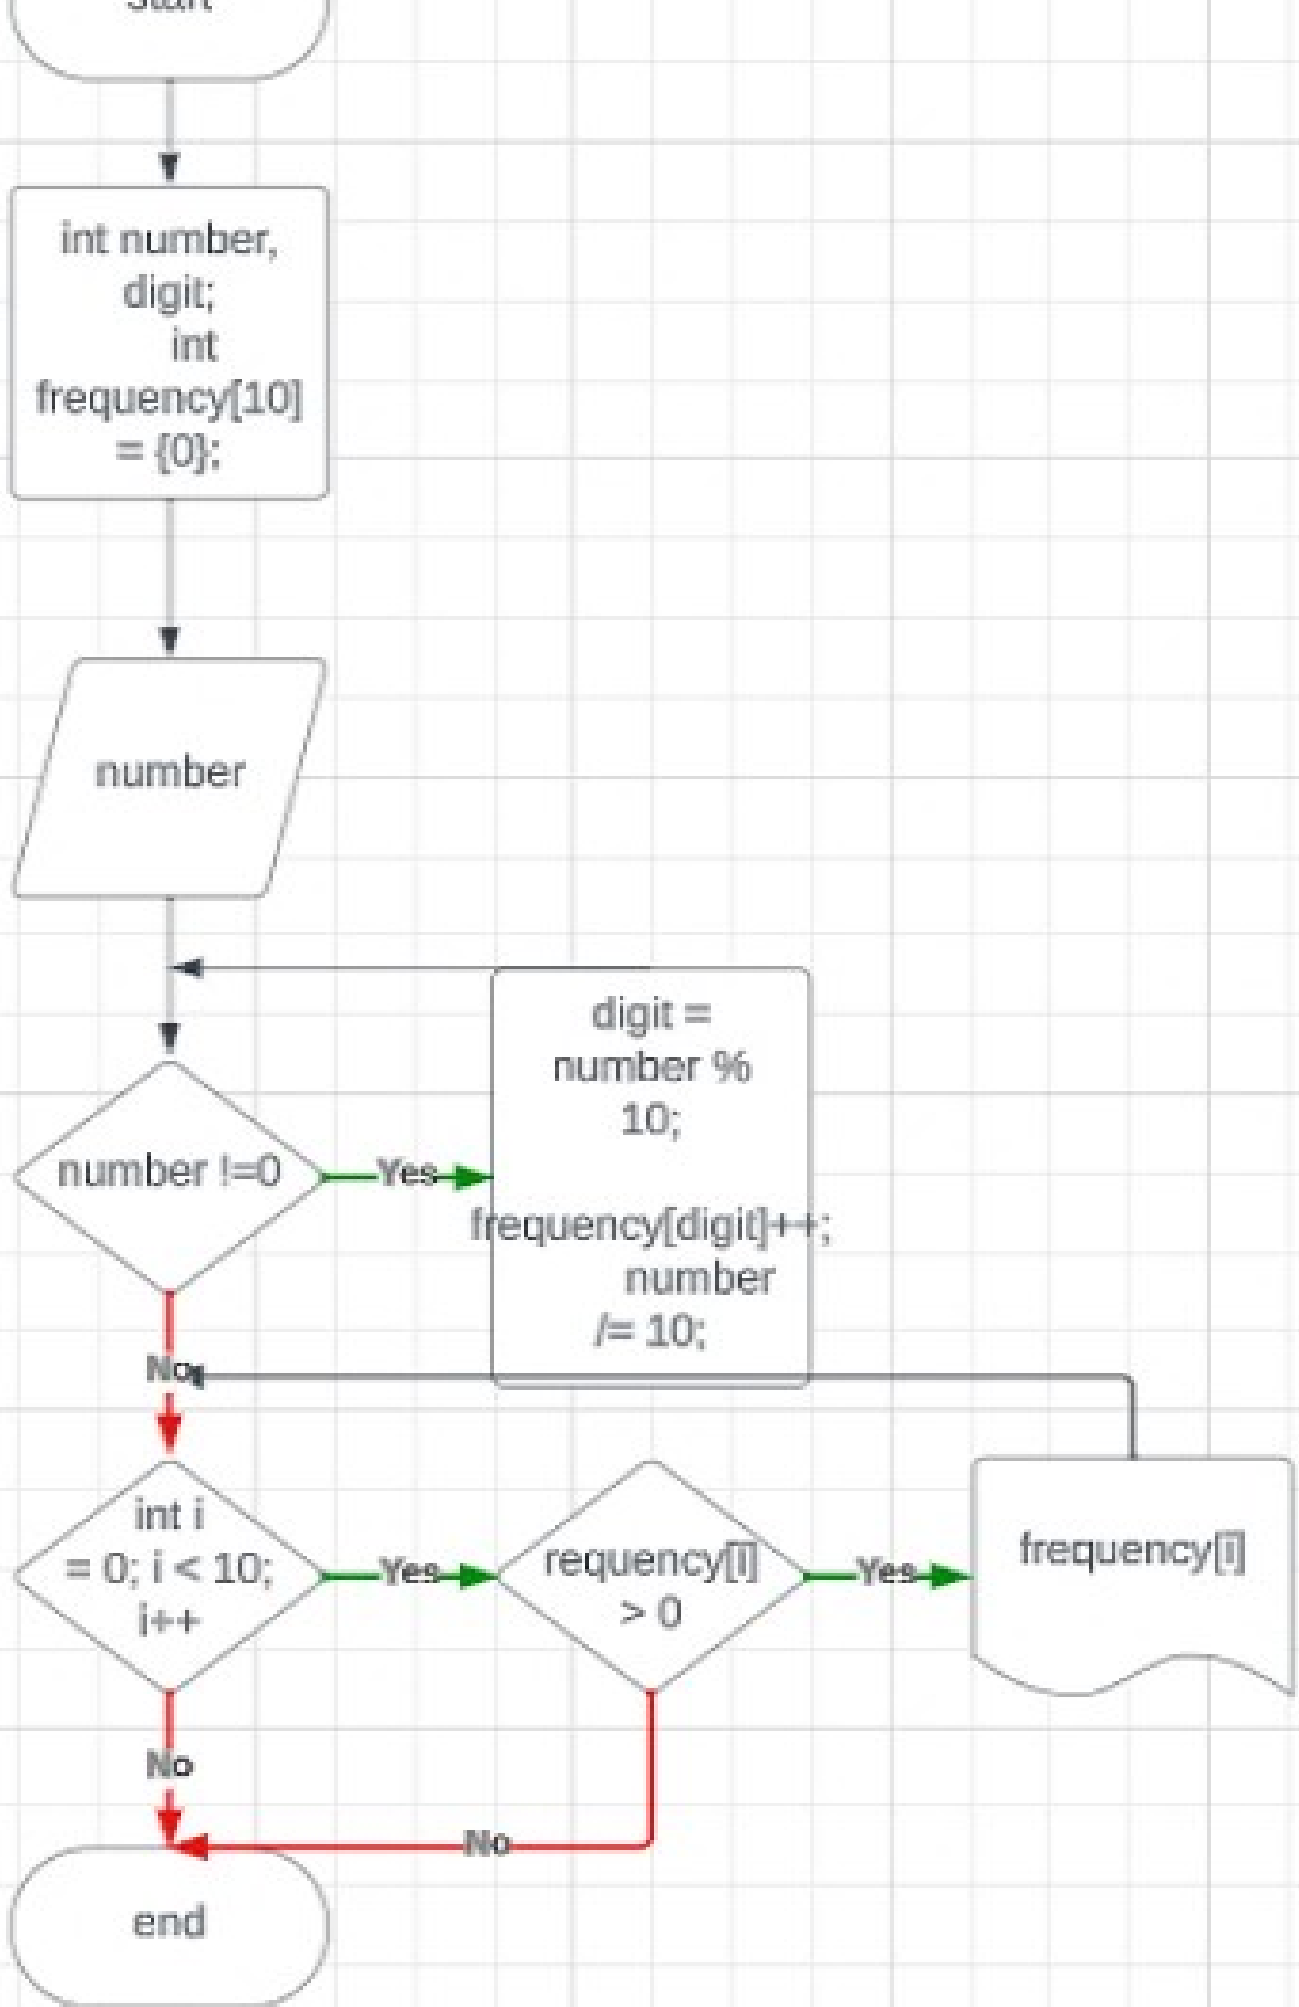 start
int number,
digit;
int
frequency[10]
= {0};
number
digit =
number %
10;
number !=0
Yes
frequency[digit]++;
number
/= 10;
No
int i
= 0; i < 10;
i++
Yes
requency[i]
> 0
Yes
frequency[i]
No
No
end